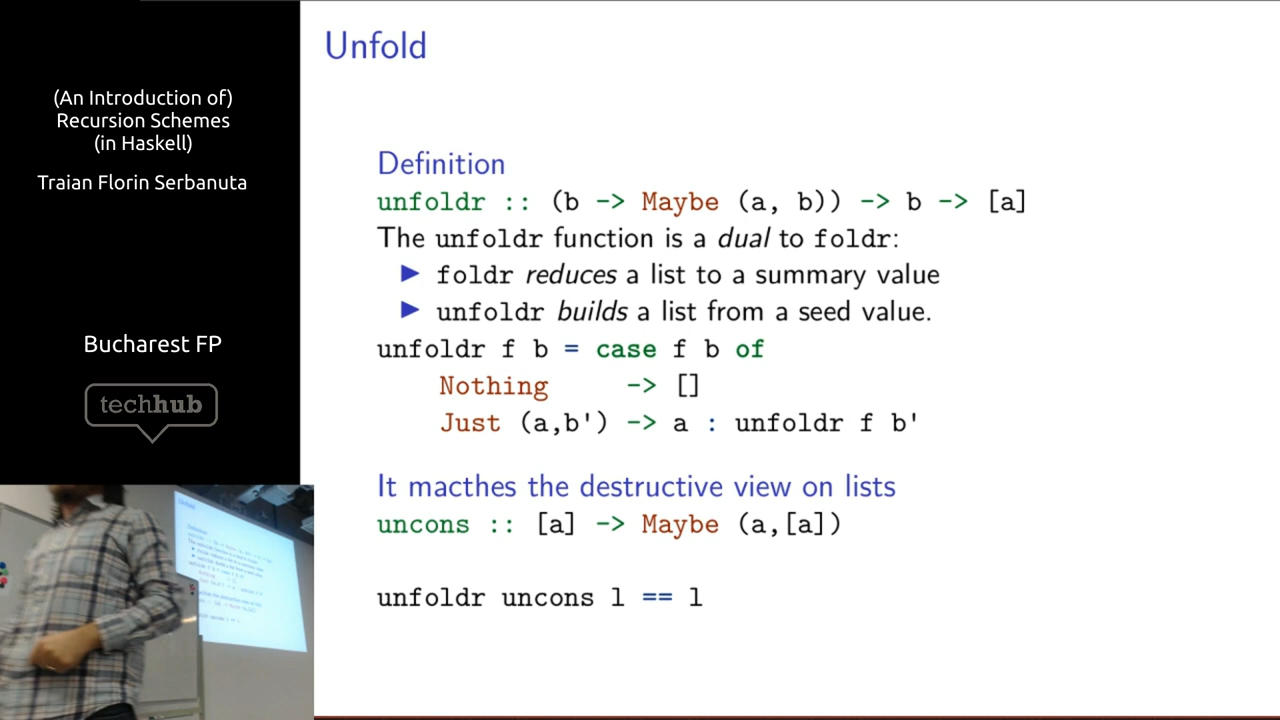 (An Introduction of)
Recursion Schemes
(in Haskell)
Traian Florin Serbanuta
Bucharest FP
techhub
Unfold
Definition
unfoldr :: (b -> Maybe (a, b)) -> b -> [a]
The unfoldr function is a dual to foldr:
▶ foldr reduces a list to a summary value
▶ unfoldr builds a list from a seed value.
unfoldr f b = case f b of
    Nothing     -> []
    Just (a,b') -> a : unfoldr f b'
It macthes the destructive view on lists
uncons :: [a] -> Maybe (a,[a])
unfoldr uncons l == l
Unfold
Definition